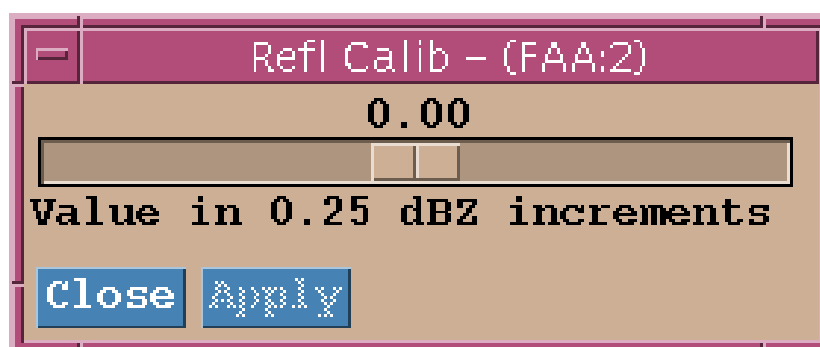 Refl Calib – (FAA:2)
0.00
Value in 0.25 dBZ increments
Close Apply